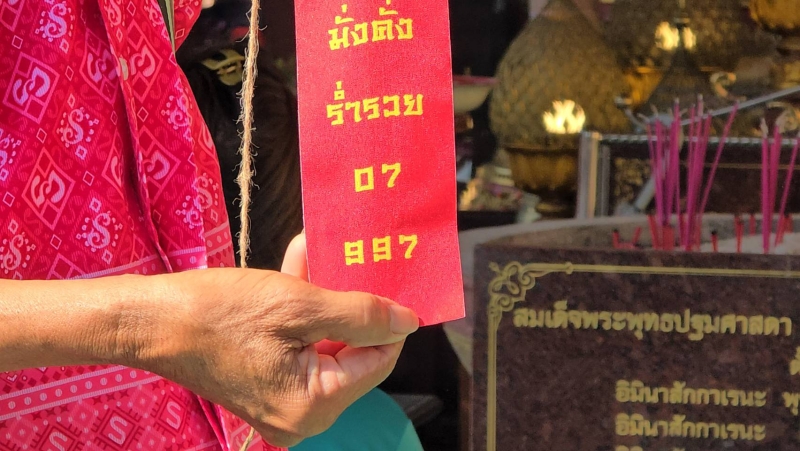 มั่งคั่ง
ร่ำรวย
07
997
สมเด็จพระพุทธปฐมศาสดา
อิมินาสักกาเรนะ
อิมินาสักกาเรนะ